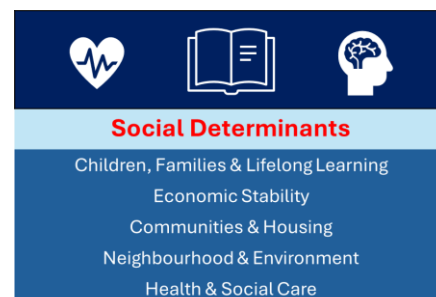 Social Determinants
Children, Families & Lifelong Learning
Economic Stability
Communities & Housing
Neighbourhood & Environment
Health & Social Care